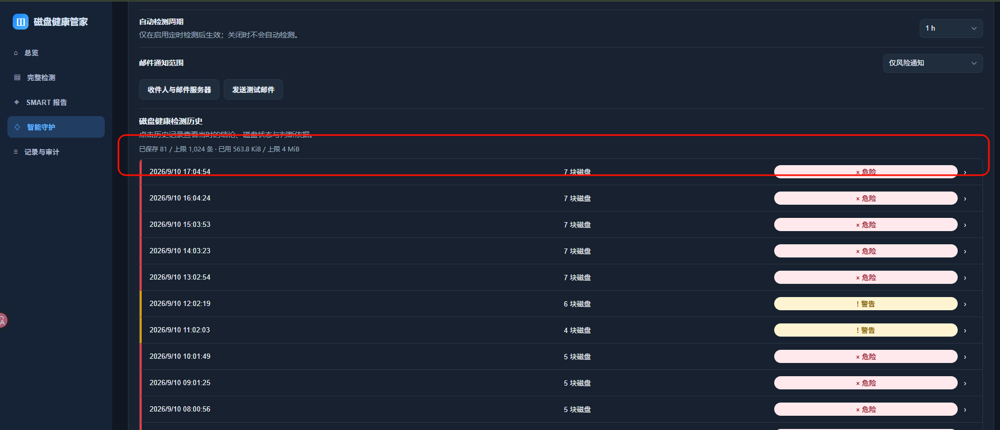 磁盘健康管家
总览
完整检测
SMART 报告
智能守护
记录与审计
自动检测周期
仅在启用定时检测后生效；关闭时不会自动检测。
1 h
邮件通知范围
仅风险通知
收件人与邮件服务器
发送测试邮件
磁盘健康检测历史
点击历史记录查看当时的结论、磁盘状态与判断依据。
已保存 81 / 上限 1,024 条 · 已用 563.8 KiB / 上限 4 MiB
2026/9/10 17:04:54 7 块磁盘 × 危险 ›
2026/9/10 16:04:24 7 块磁盘 × 危险 ›
2026/9/10 15:03:53 7 块磁盘 × 危险 ›
2026/9/10 14:03:23 7 块磁盘 × 危险 ›
2026/9/10 13:02:54 7 块磁盘 × 危险 ›
2026/9/10 12:02:19 6 块磁盘 ! 警告 ›
2026/9/10 11:02:03 4 块磁盘 ! 警告 ›
2026/9/10 10:01:49 5 块磁盘 × 危险 ›
2026/9/10 09:01:25 5 块磁盘 × 危险 ›
2026/9/10 08:00:56 5 块磁盘 × 危险 ›